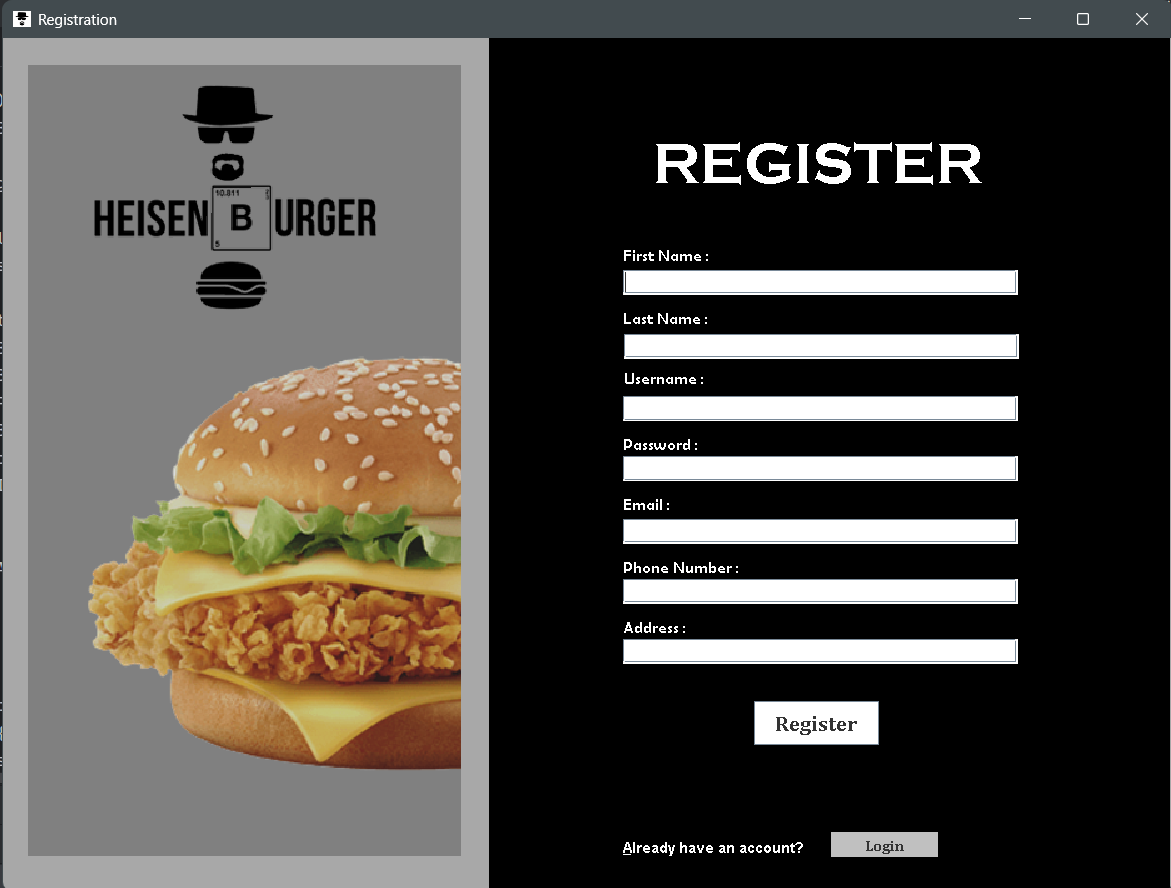 Registration
10.811
HEISEN B URGER
5
REGISTER
First Name :
Last Name :
Username :
Password :
Email :
Phone Number :
Address :
Register
Already have an account?
Login